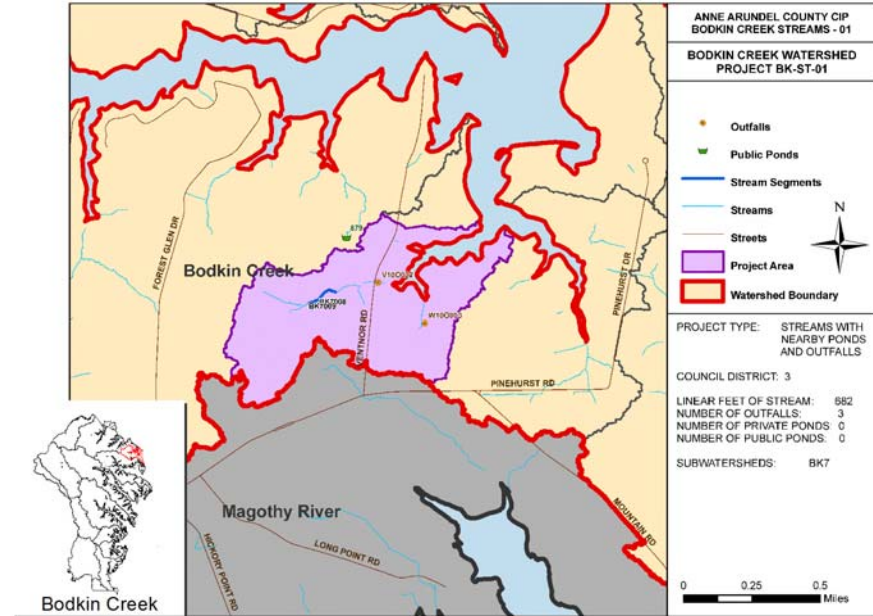 ANNE ARUNDEL COUNTY CIP
BODKIN CREEK STREAMS - 01
BODKIN CREEK WATERSHED
PROJECT BK-ST-01
Outfalls
Public Ponds
Stream Segments
Streams
Streets
Project Area
Watershed Boundary
N
PROJECT TYPE: STREAMS WITH
NEARBY PONDS
AND OUTFALLS
COUNCIL DISTRICT: 3
LINEAR FEET OF STREAM: 682
NUMBER OF OUTFALLS: 3
NUMBER OF PRIVATE PONDS 0
NUMBER OF PUBLIC PONDS: 0
SUBWATERSHEDS: BK7
0 0.25 0.5
Miles
FOREST GLEN DR
Bodkin Creek
879
BK7008
BK7009
VENTNOR RD
PINEHURST DR
PINEHURST RD
MOUNTAIN RD
Magothy River
LONG POINT RD
HICKORY POINT RD
Bodkin Creek